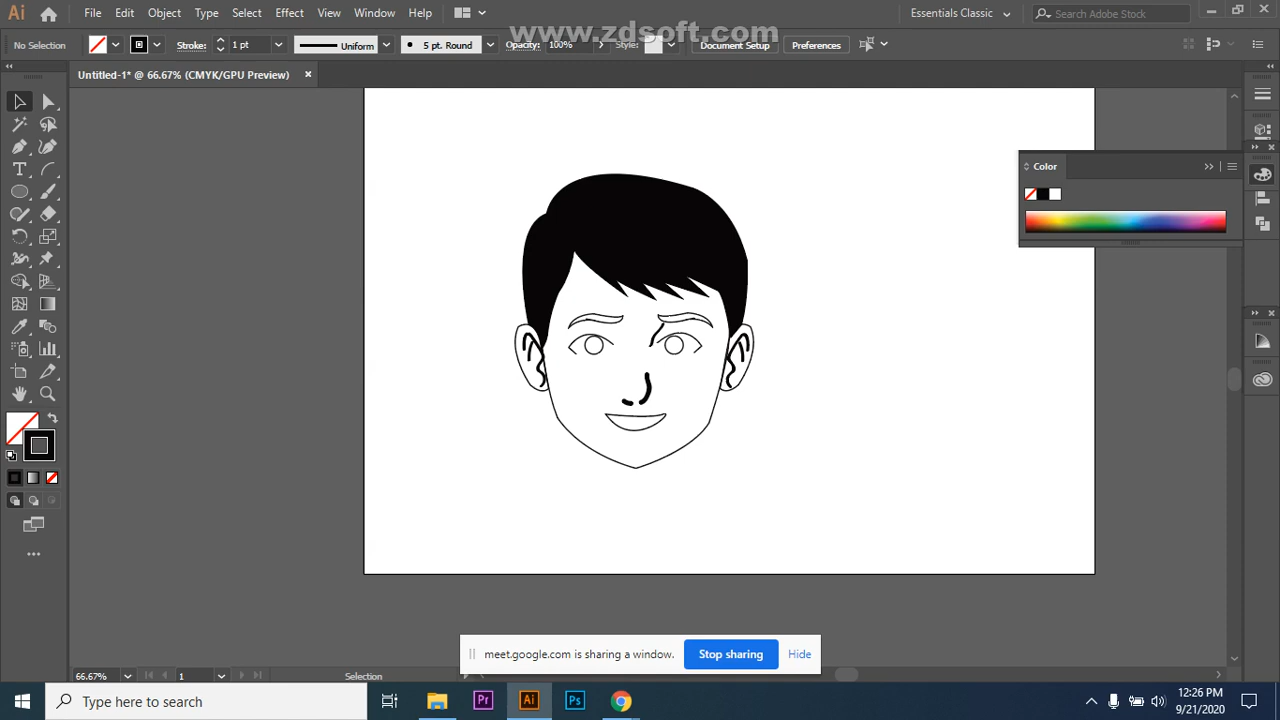 Ai File Edit Object Type Select Effect View Window Help Essentials Classic Search Adobe Stock
www.zdsoft.com
No Selection Stroke: 1 pt Uniform 5 pt. Round Opacity: 100% Style: Document Setup Preferences
Untitled-1* @ 66.67% (CMYK/GPU Preview)
Color
meet.google.com is sharing a window. Stop sharing Hide
66.67% 1 Selection
Type here to search Pr Ai Ps 12:26 PM
9/21/2020